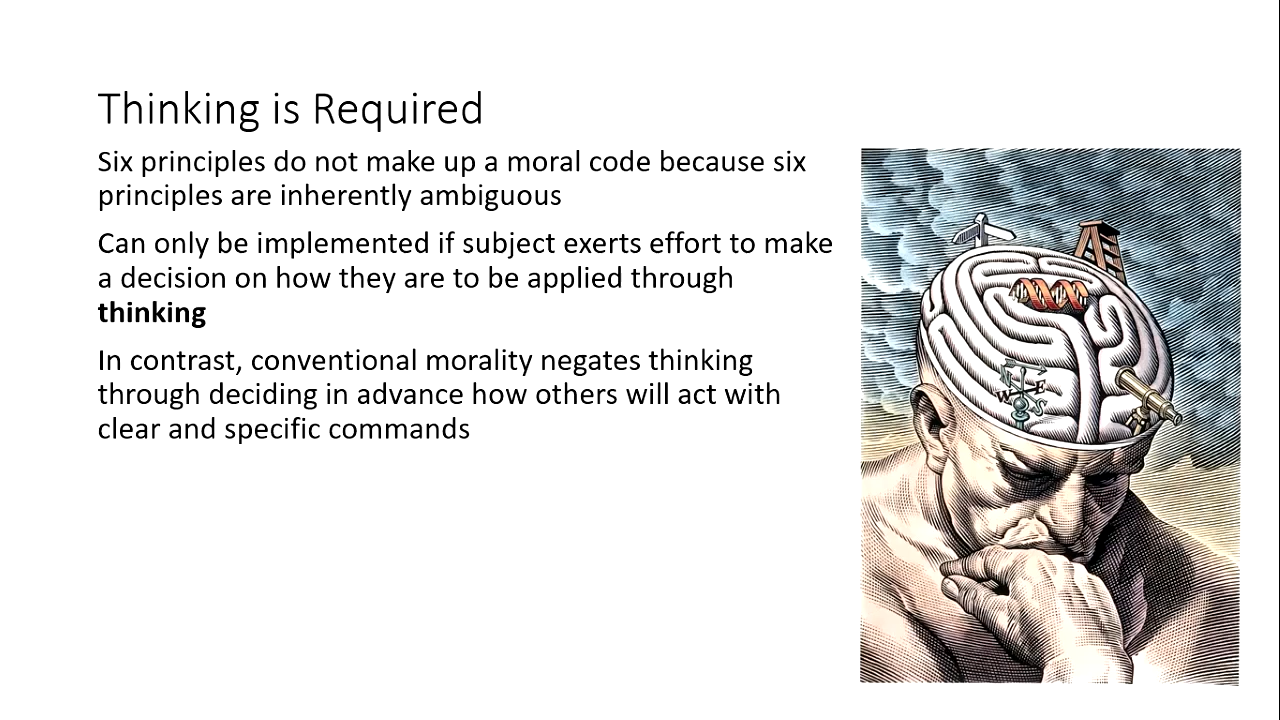 Thinking is Required
Six principles do not make up a moral code because six
principles are inherently ambiguous
Can only be implemented if subject exerts effort to make
a decision on how they are to be applied through
thinking
In contrast, conventional morality negates thinking
through deciding in advance how others will act with
clear and specific commands
W
E
S